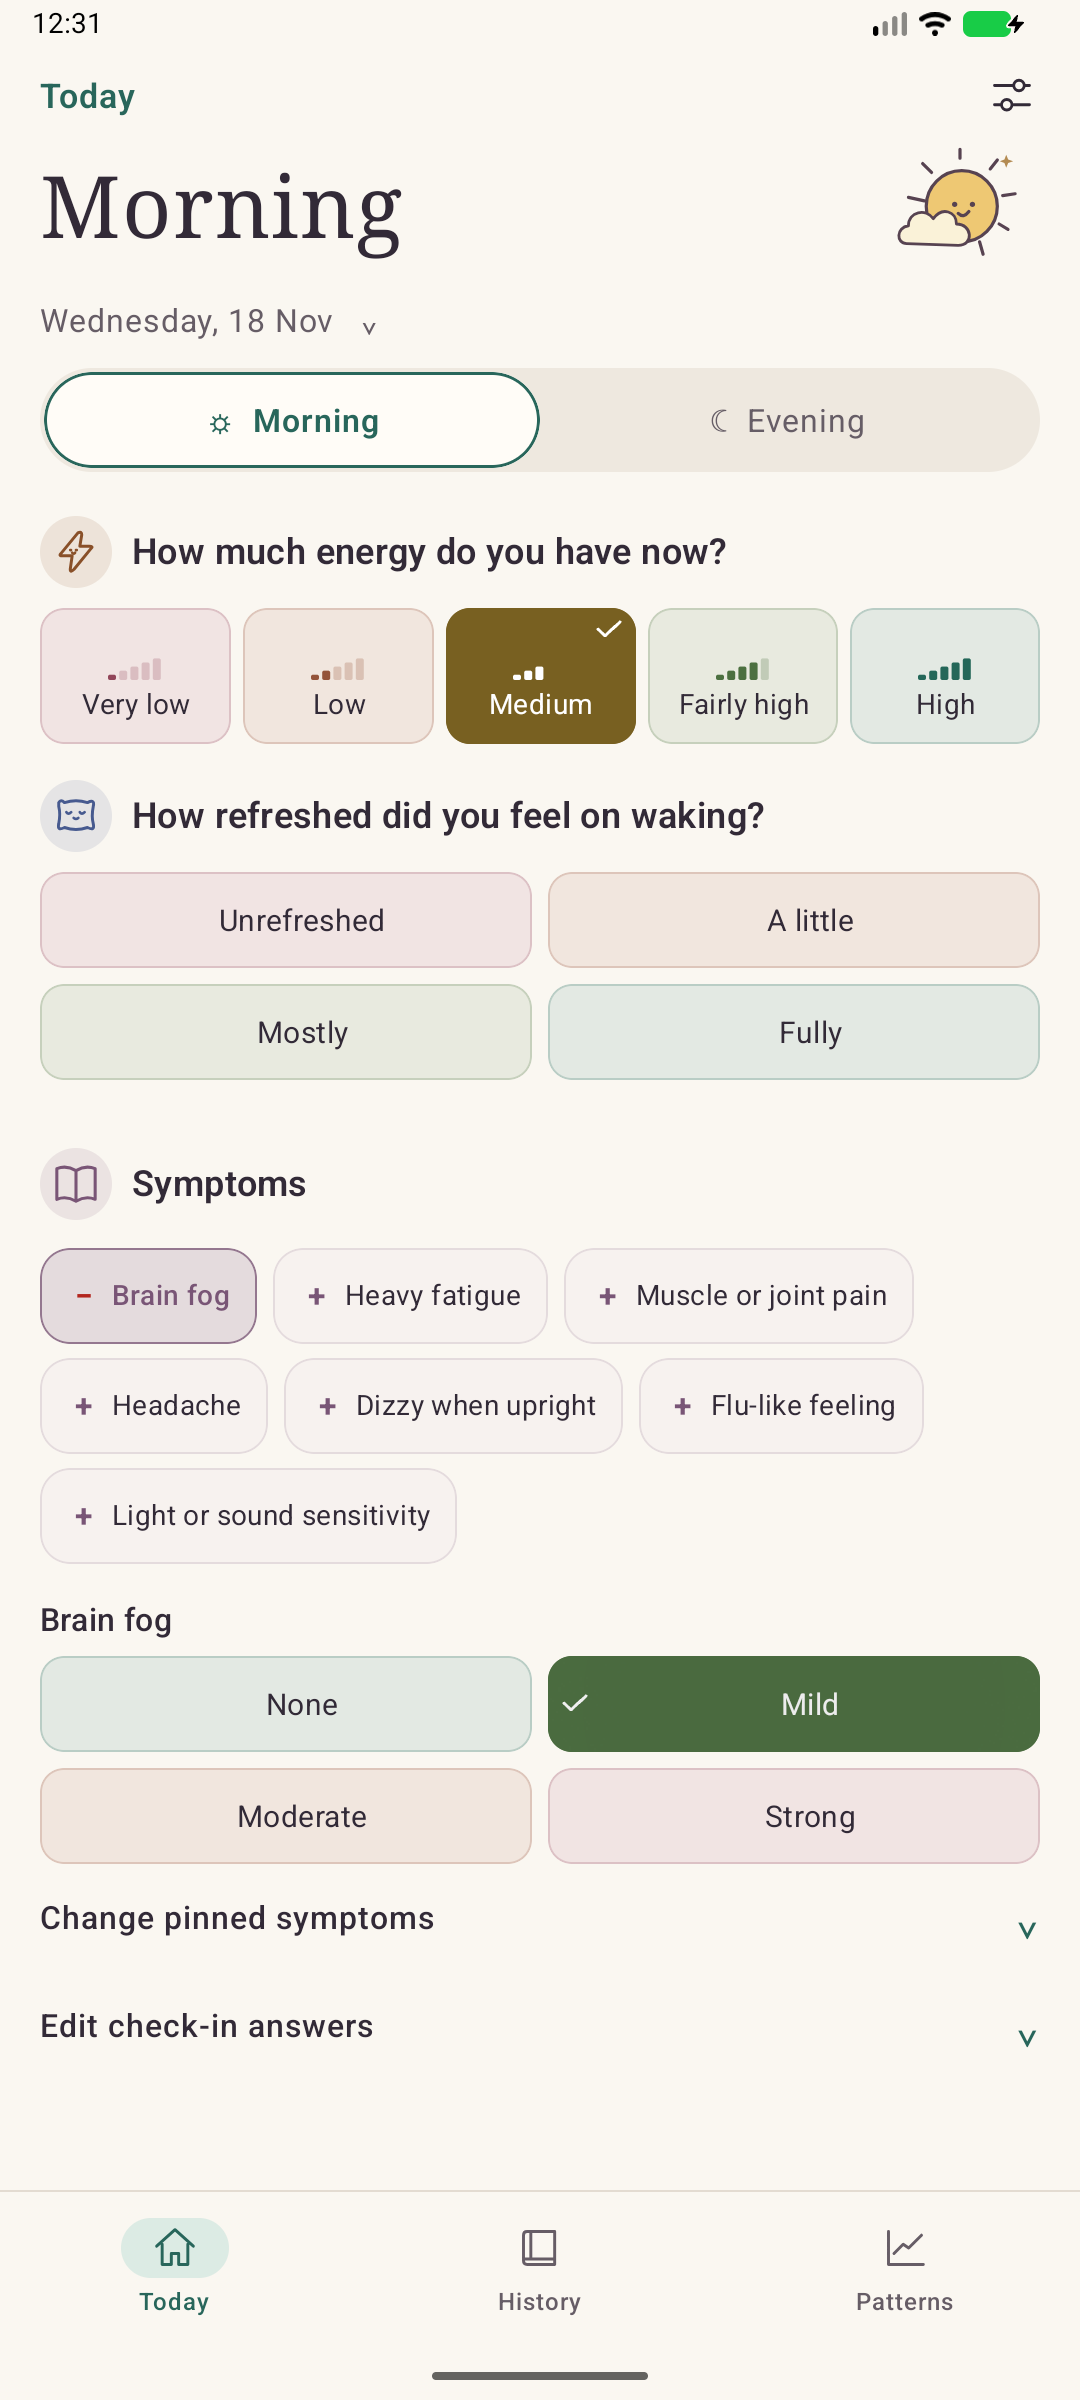 12:31
Today
Morning
Wednesday, 18 Nov
Morning
Evening
How much energy do you have now?
Very low
Low
Medium
Fairly high
High
How refreshed did you feel on waking?
Unrefreshed
A little
Mostly
Fully
Symptoms
− Brain fog
+ Heavy fatigue
+ Muscle or joint pain
+ Headache
+ Dizzy when upright
+ Flu-like feeling
+ Light or sound sensitivity
Brain fog
None
Mild
Moderate
Strong
Change pinned symptoms
Edit check-in answers
Today
History
Patterns